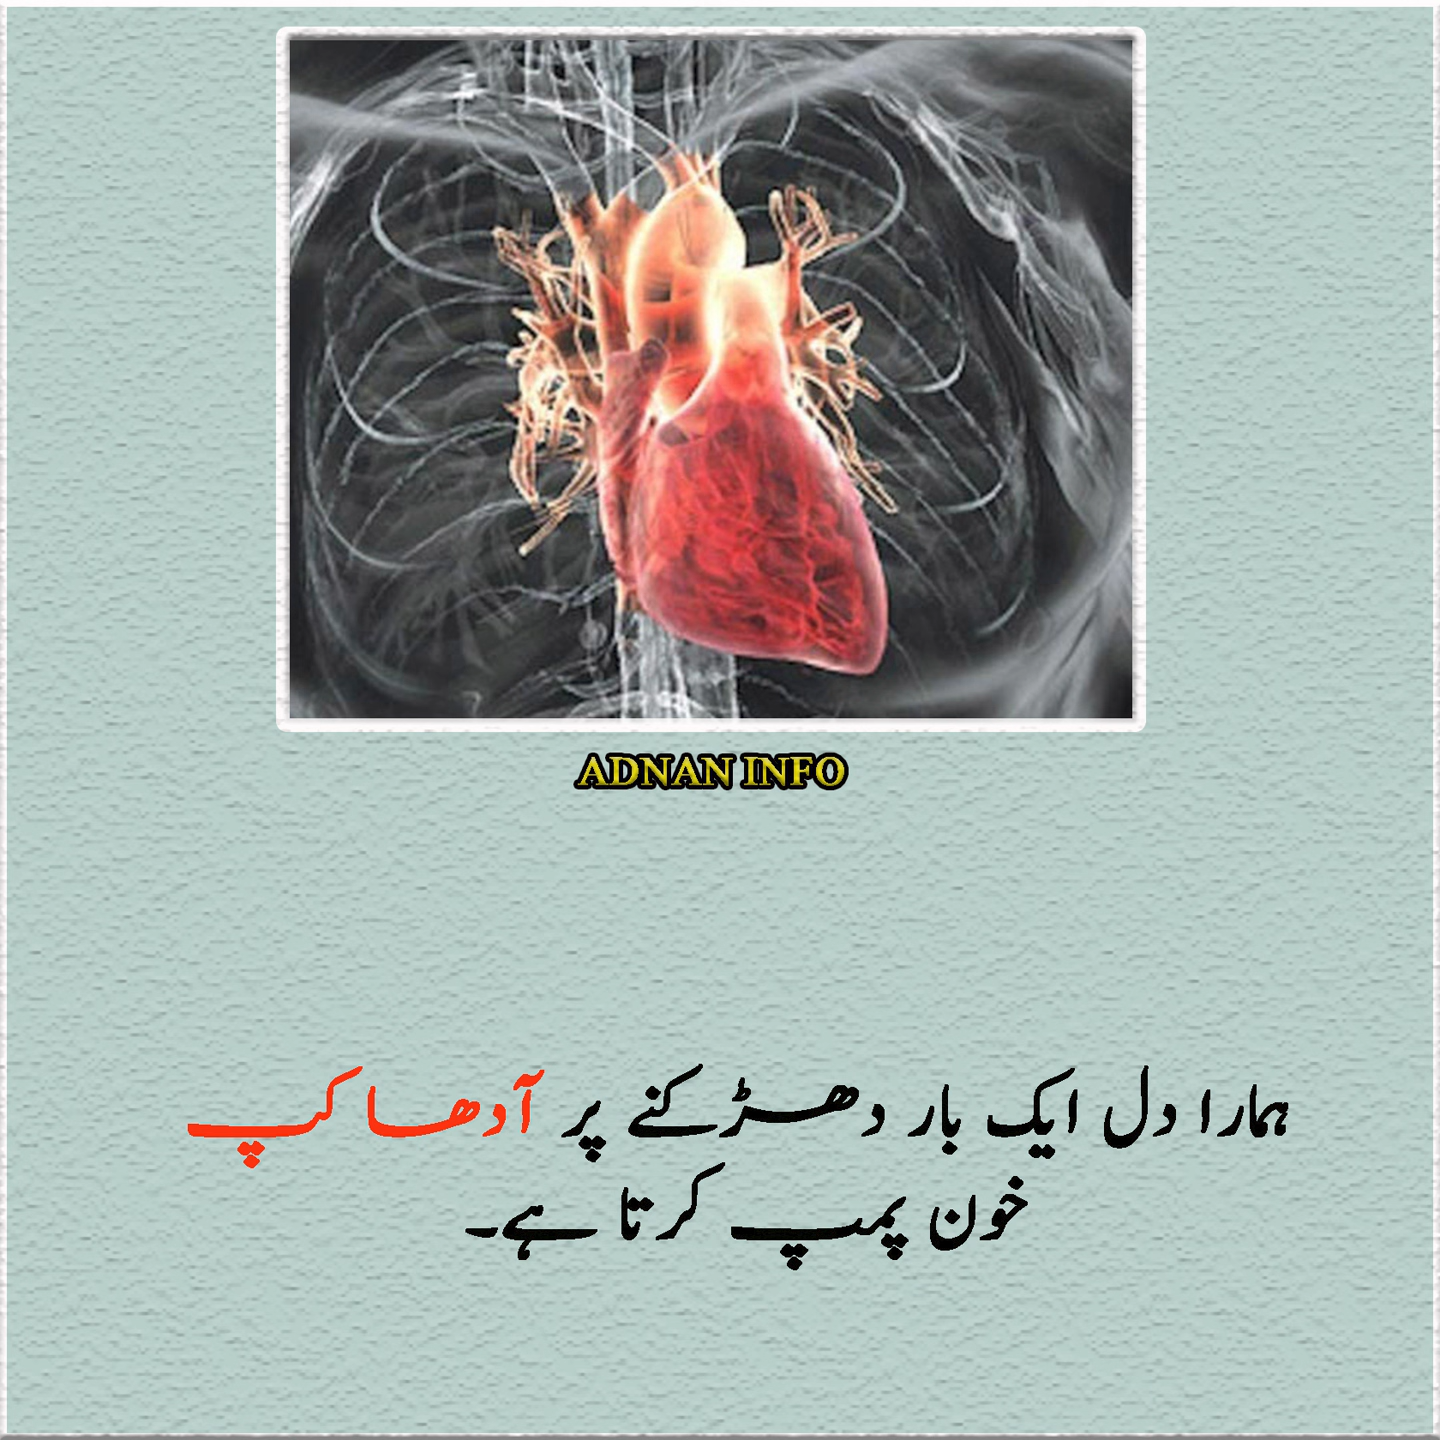 ADNAN INFO
ہمارا دل ایک بار دھڑکنے پر آدھا کپ
خون پمپ کرتا ہے۔